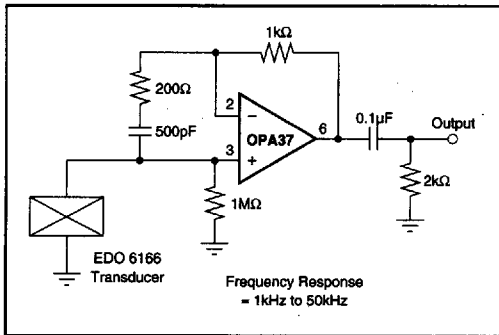 1kΩ
200Ω
2
−
6
0.1µF
Output
500pF
OPA37
3
+
2kΩ
1MΩ
EDO 6166
Transducer
Frequency Response
= 1kHz to 50kHz